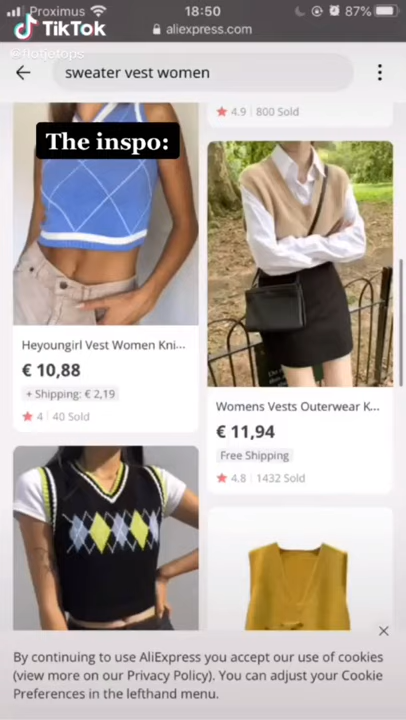 Proximus
18:50
87%
TikTok
aliexpress.com
sweater vest women
4.9 | 800 Sold
The inspo:
Heyoungirl Vest Women Kni...
€ 10,88
+ Shipping: € 2,19
4 | 40 Sold
Womens Vests Outerwear K...
€ 11,94
Free Shipping
4.8 | 1432 Sold
By continuing to use AliExpress you accept our use of cookies
(view more on our Privacy Policy). You can adjust your Cookie
Preferences in the lefthand menu.